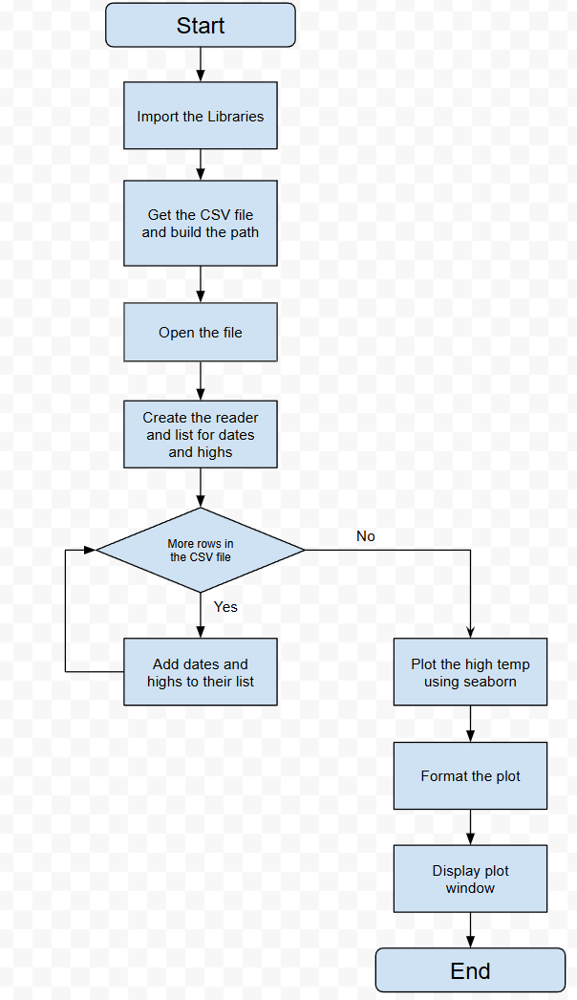 Start
Import the Libraries
Get the CSV file
and build the path
Open the file
Create the reader
and list for dates
and highs
More rows in
the CSV file
No
Yes
Add dates and
highs to their list
Plot the high temp
using seaborn
Format the plot
Display plot
window
End